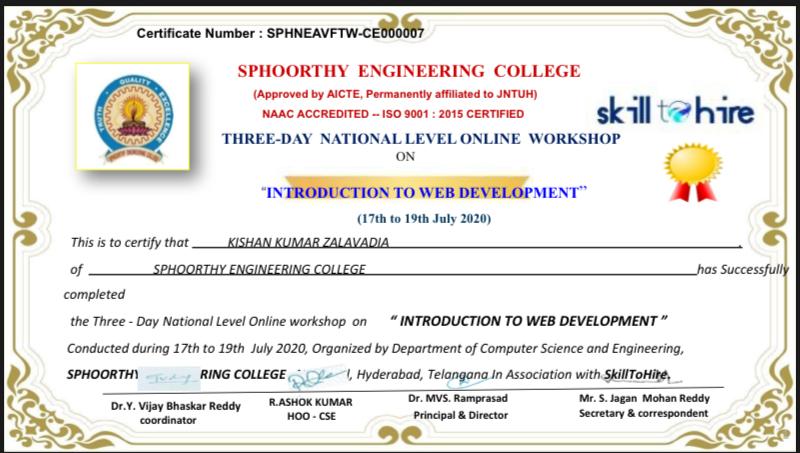 Certificate Number : SPHNEAVFTW-CE000007
SPHOORTHY ENGINEERING COLLEGE
(Approved by AICTE, Permanently affiliated to JNTUH)
NAAC ACCREDITED -- ISO 9001 : 2015 CERTIFIED
TRUTH QUALITY EXCELLENCE
skill to hire
THREE-DAY NATIONAL LEVEL ONLINE WORKSHOP
ON
“INTRODUCTION TO WEB DEVELOPMENT”
(17th to 19th July 2020)
This is to certify that KISHAN KUMAR ZALAVADIA.
of SPHOORTHY ENGINEERING COLLEGE has Successfully
completed
the Three - Day National Level Online workshop on “ INTRODUCTION TO WEB DEVELOPMENT ”
Conducted during 17th to 19th July 2020, Organized by Department of Computer Science and Engineering,
SPHOORTHY RING COLLEGE , Hyderabad, Telangana In Association with SkillToHire.
Dr.Y. Vijay Bhaskar Reddy R.ASHOK KUMAR Dr. MVS. Ramprasad Mr. S. Jagan Mohan Reddy
coordinator HOO - CSE Principal & Director Secretary & correspondent